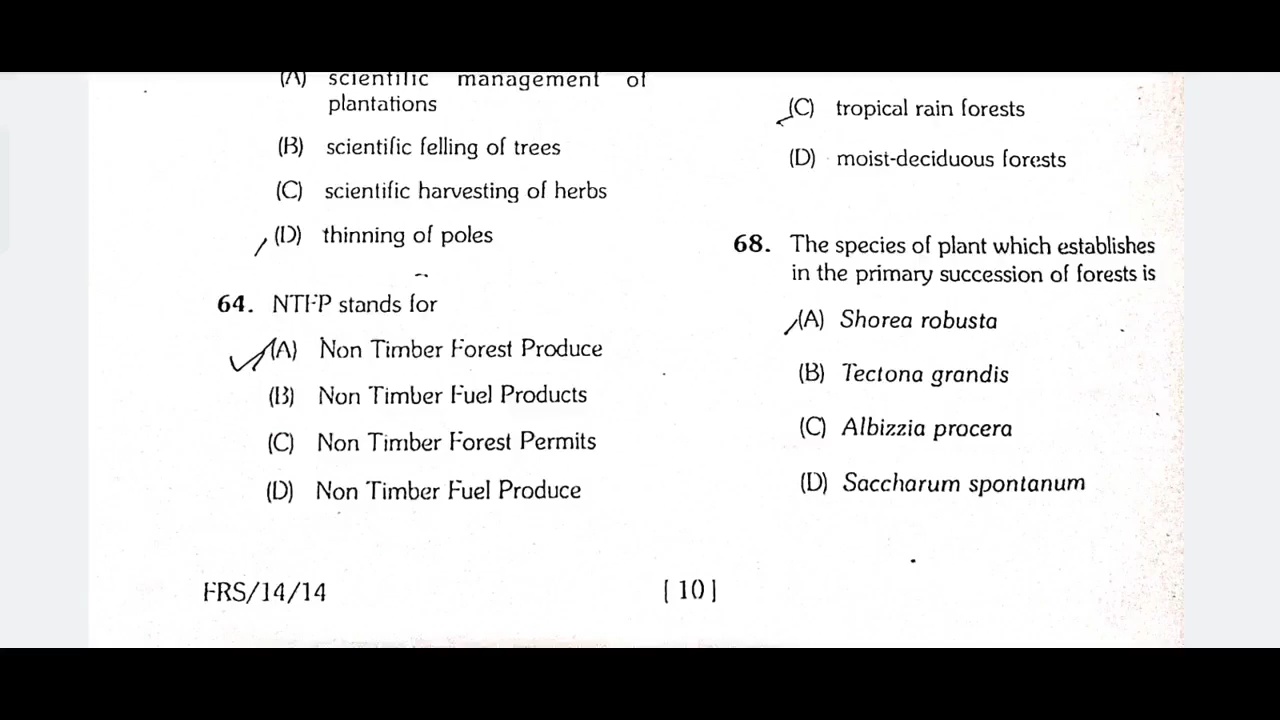 (A) scientific management of
plantations
(B) scientific felling of trees
(C) scientific harvesting of herbs
(D) thinning of poles
64. NTFP stands for
(A) Non Timber Forest Produce
(B) Non Timber Fuel Products
(C) Non Timber Forest Permits
(D) Non Timber Fuel Produce
(C) tropical rain forests
(D) moist-deciduous forests
68. The species of plant which establishes
in the primary succession of forests is
(A) Shorea robusta
(B) Tectona grandis
(C) Albizzia procera
(D) Saccharum spontanum
FRS/14/14
[ 10 ]